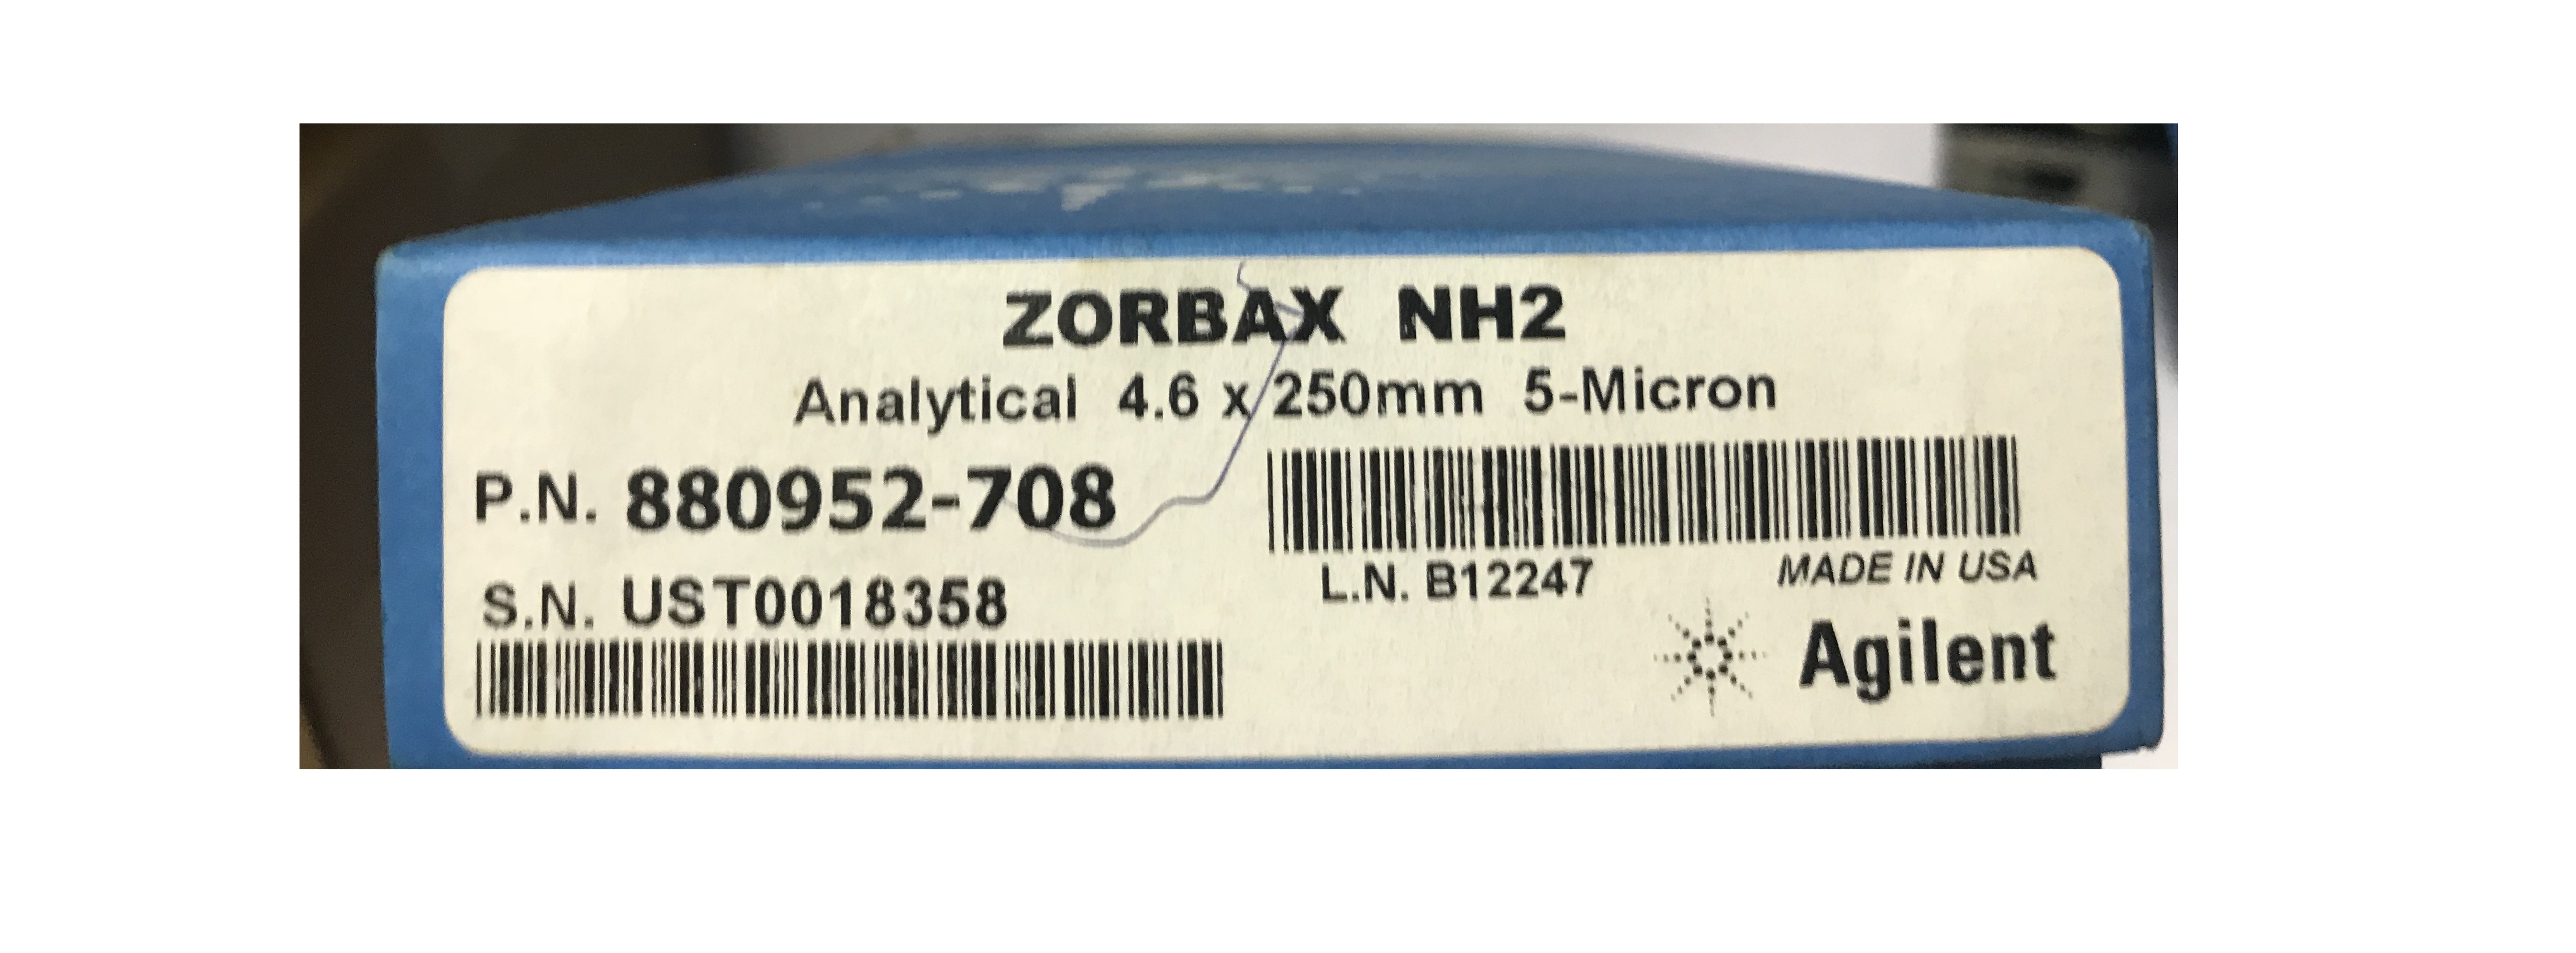 ZORBAX NH2
Analytical 4.6 x 250mm 5-Micron
P.N. 880952-708
L.N. B12247
MADE IN USA
S.N. UST0018358
Agilent